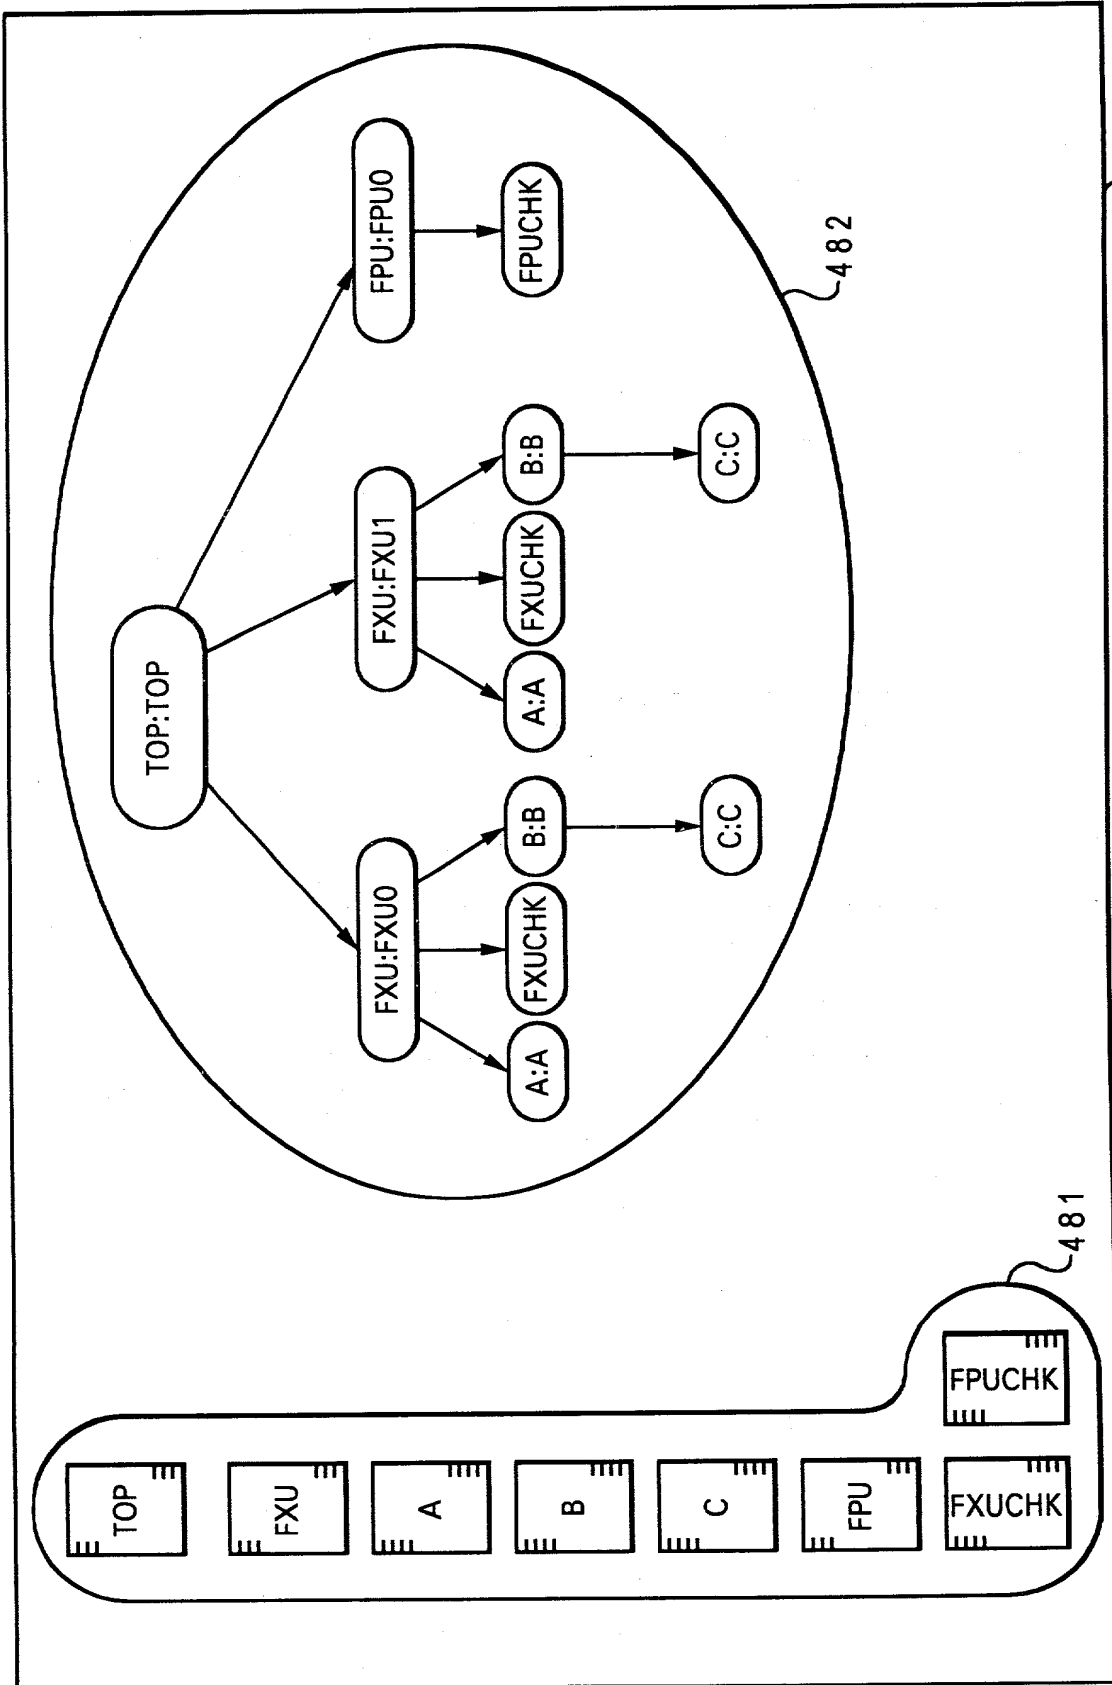 TOP
FXU
A
B
C
FPU
FXUCHK
FPUCHK
481
TOP:TOP
FXU:FXU0
FXU:FXU1
FPU:FPU0
A:A
FXUCHK
B:B
A:A
FXUCHK
B:B
FPUCHK
C:C
C:C
482